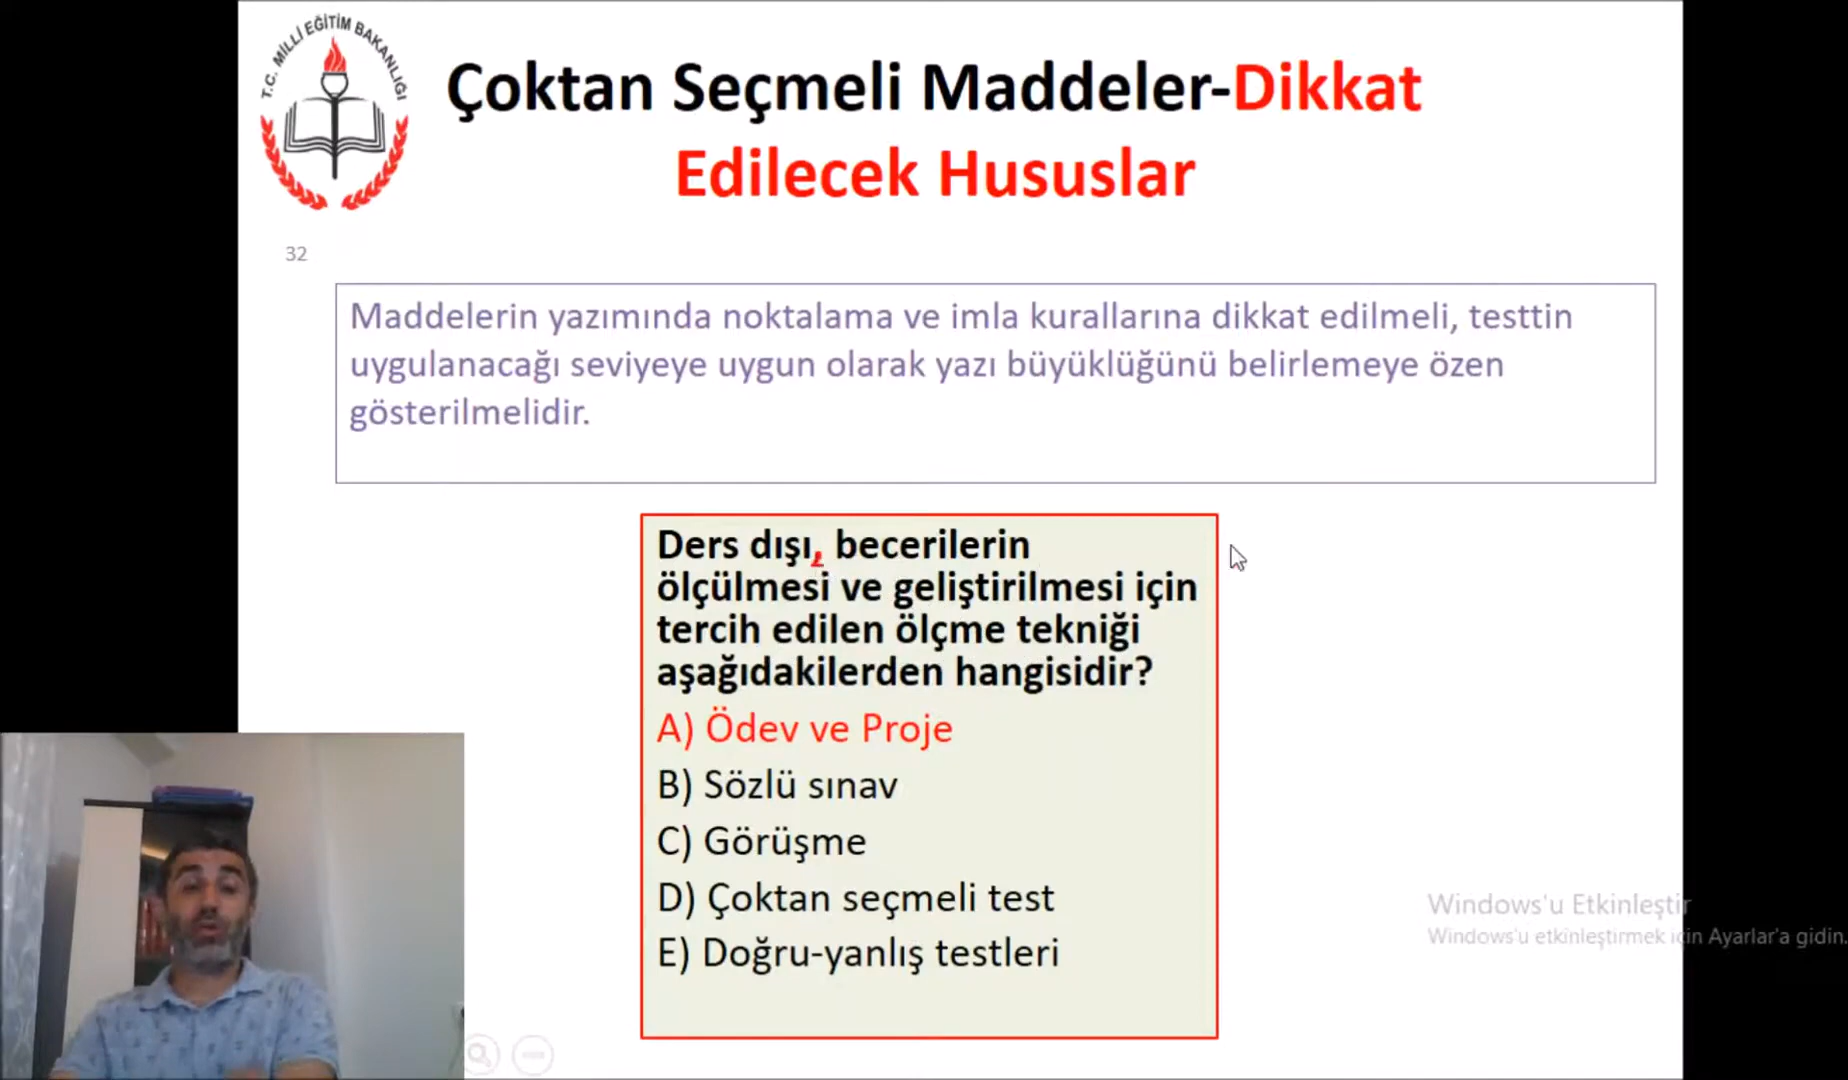 T.C. MİLLİ EĞİTİM BAKANLIĞI
Çoktan Seçmeli Maddeler-Dikkat
Edilecek Hususlar
32
Maddelerin yazımında noktalama ve imla kurallarına dikkat edilmeli, testtin
uygulanacağı seviyeye uygun olarak yazı büyüklüğünü belirlemeye özen
gösterilmelidir.
Ders dışı, becerilerin
ölçülmesi ve geliştirilmesi için
tercih edilen ölçme tekniği
aşağıdakilerden hangisidir?
A) Ödev ve Proje
B) Sözlü sınav
C) Görüşme
D) Çoktan seçmeli test
E) Doğru-yanlış testleri
Windows'u Etkinleştir
Windows'u etkinleştirmek için Ayarlar'a gidin.